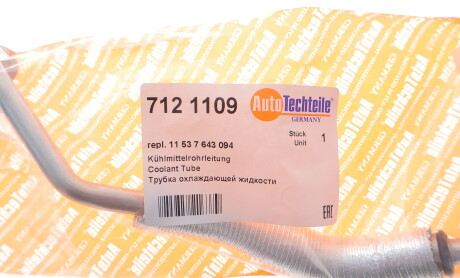 712 1109
AutoTechteile
GERMANY
repl. 11 53 7 643 094
Stück
Unit
1
Kühlmittelrohrleitung
Coolant Tube
Трубка охлаждающей жидкости
EAC